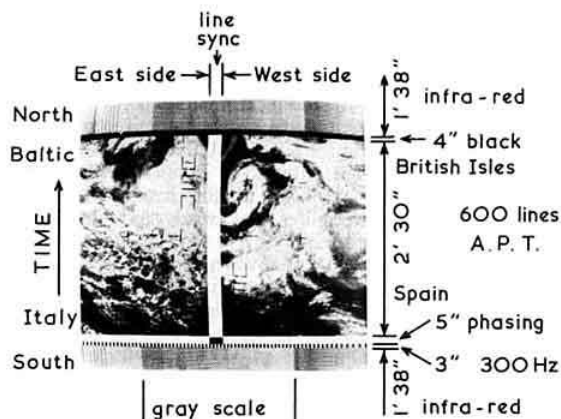 line
sync
East side West side
North
1' 38"
infra-red
Baltic
4" black
British Isles
TIME
2' 30"
600 lines
A.P.T.
Spain
Italy
5" phasing
South
3" 300 Hz
1' 38"
infra-red
gray scale